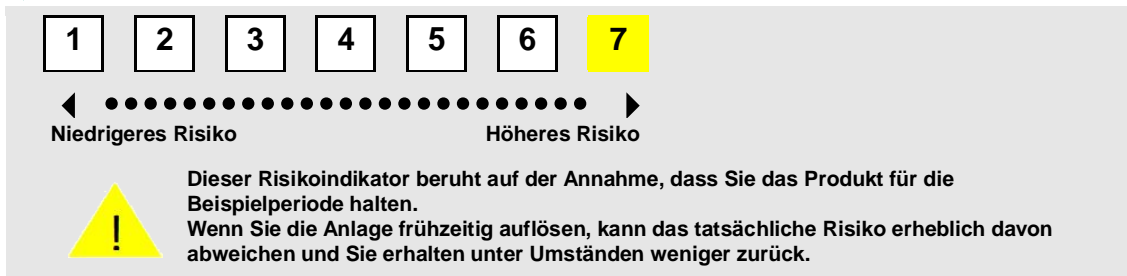 1 2 3 4 5 6 7
Niedrigeres Risiko Höheres Risiko
Dieser Risikoindikator beruht auf der Annahme, dass Sie das Produkt für die
Beispielperiode halten.
Wenn Sie die Anlage frühzeitig auflösen, kann das tatsächliche Risiko erheblich davon
abweichen und Sie erhalten unter Umständen weniger zurück.
!